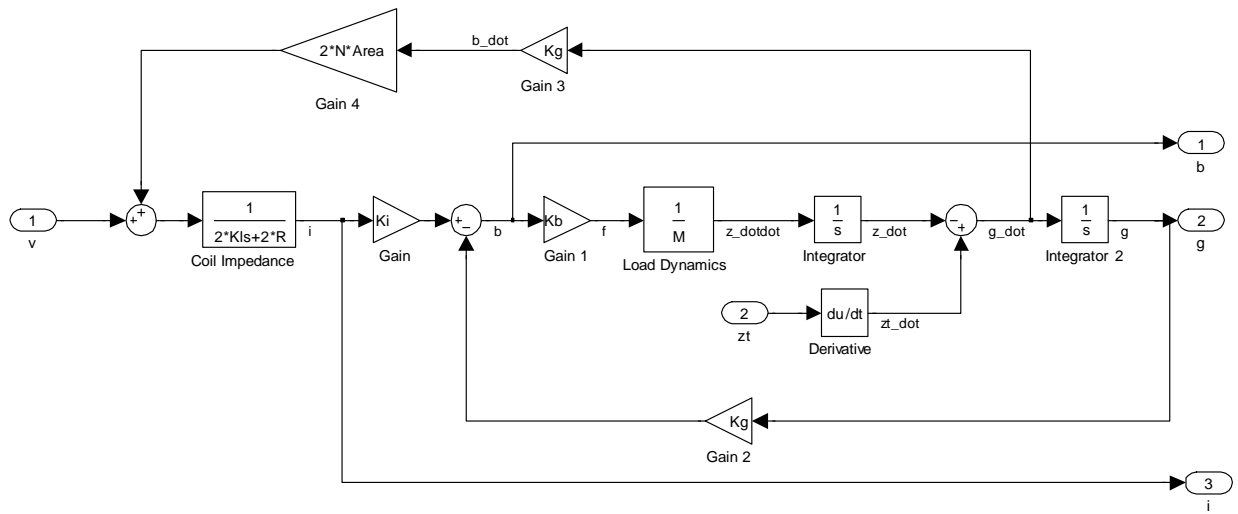 2*N*Area
Gain 4
b_dot
Kg
Gain 3
1
b
1
v
+
+
1
2*Kls+2*R
Coil Impedance
i
Ki
Gain
+
−
b
Kb
Gain 1
f
1
M
Load Dynamics
z_dotdot
1
s
Integrator
z_dot
−
+
g_dot
1
s
Integrator 2
g
2
g
2
zt
du/dt
Derivative
zt_dot
Kg
Gain 2
3
i